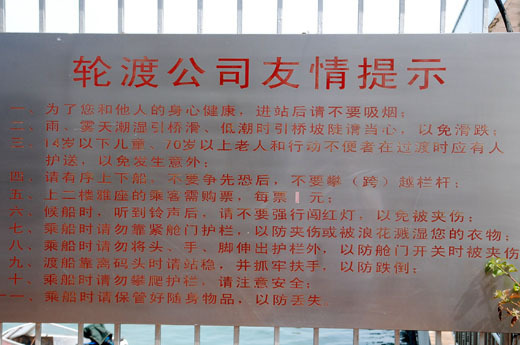 轮渡公司友情提示
一、为了您和他人的身心健康，进站后请不要吸烟；
二、雨、雾天潮湿引桥滑、低潮时引桥坡陡请当心，以免滑跌；
三、14岁以下儿童、70岁以上老人和行动不便者在过渡时应有人
护送，以免发生意外；
四、请有序上下船、不要争先恐后，不要攀（跨）越栏杆；
五、上二楼雅座的乘客需购票，每票1元；
六、候船时，听到铃声后，请不要强行闯红灯，以免被夹伤；
七、乘船时请勿靠紧舱门护栏，以防夹伤或被浪花溅湿您的衣物；
八、乘船时请勿将头、手、脚伸出护栏外，以防舱门开关时被夹伤
九、渡船靠离码头时请站稳，并抓牢扶手，以防跌倒；
十、乘船时请勿攀爬护栏，请注意安全；
十一、乘船时请保管好随身物品，以防丢失。